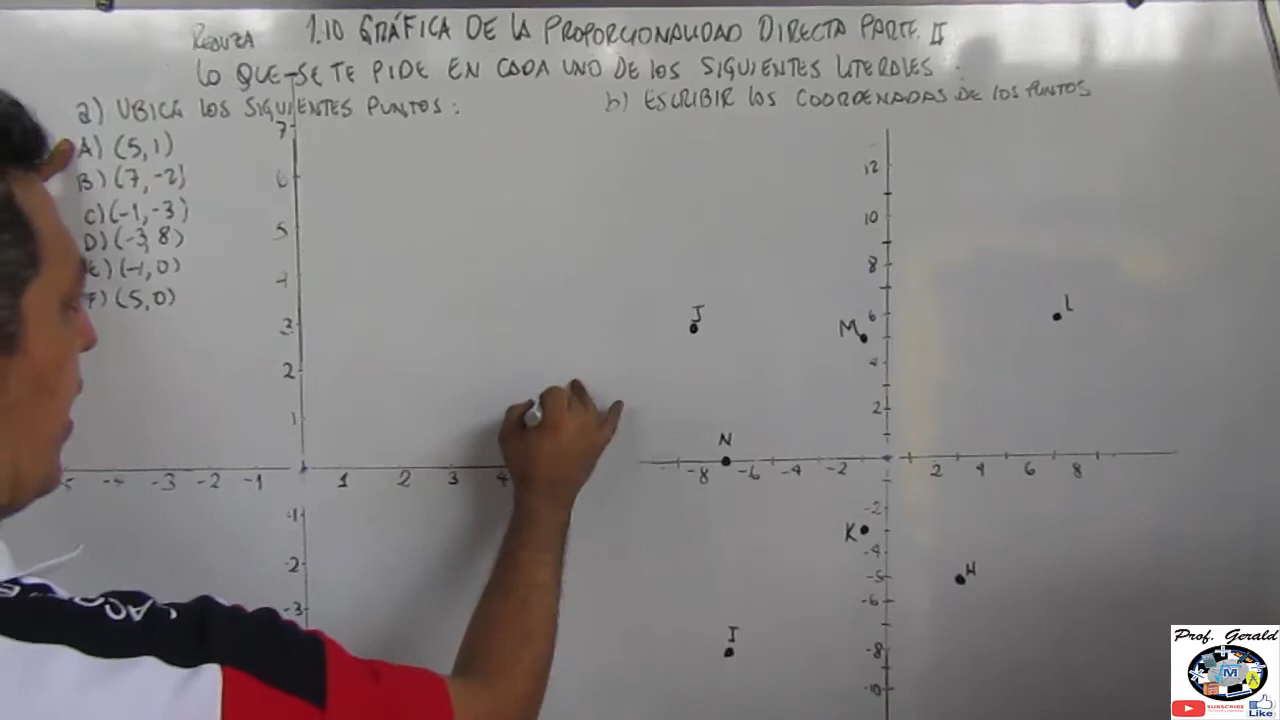 REALIZA 1.10 GRÁFICA DE LA PROPORCIONALIDAD DIRECTA PARTE II
LO QUE SE TE PIDE EN CADA UNO DE LOS SIGUIENTES LITERALES.
a) UBICA LOS SIGUIENTES PUNTOS:
A) (5,1)
B) (7,-2)
C) (-1,-3)
D) (-3,8)
E) (-1,0)
F) (5,0)
7
6
5
4
3
2
1
-4 -3 -2 -1 1 2 3 4
-1
-2
-3
b) ESCRIBIR LOS COORDENADAS DE LOS PUNTOS
12
10
8
6
4
2
J
M
L
N
-8 -6 -4 -2 2 4 6 8
K
H
I
-2
-4
-5
-6
-8
-10
Prof. Gerald
M
SUBSCRIBE
Like